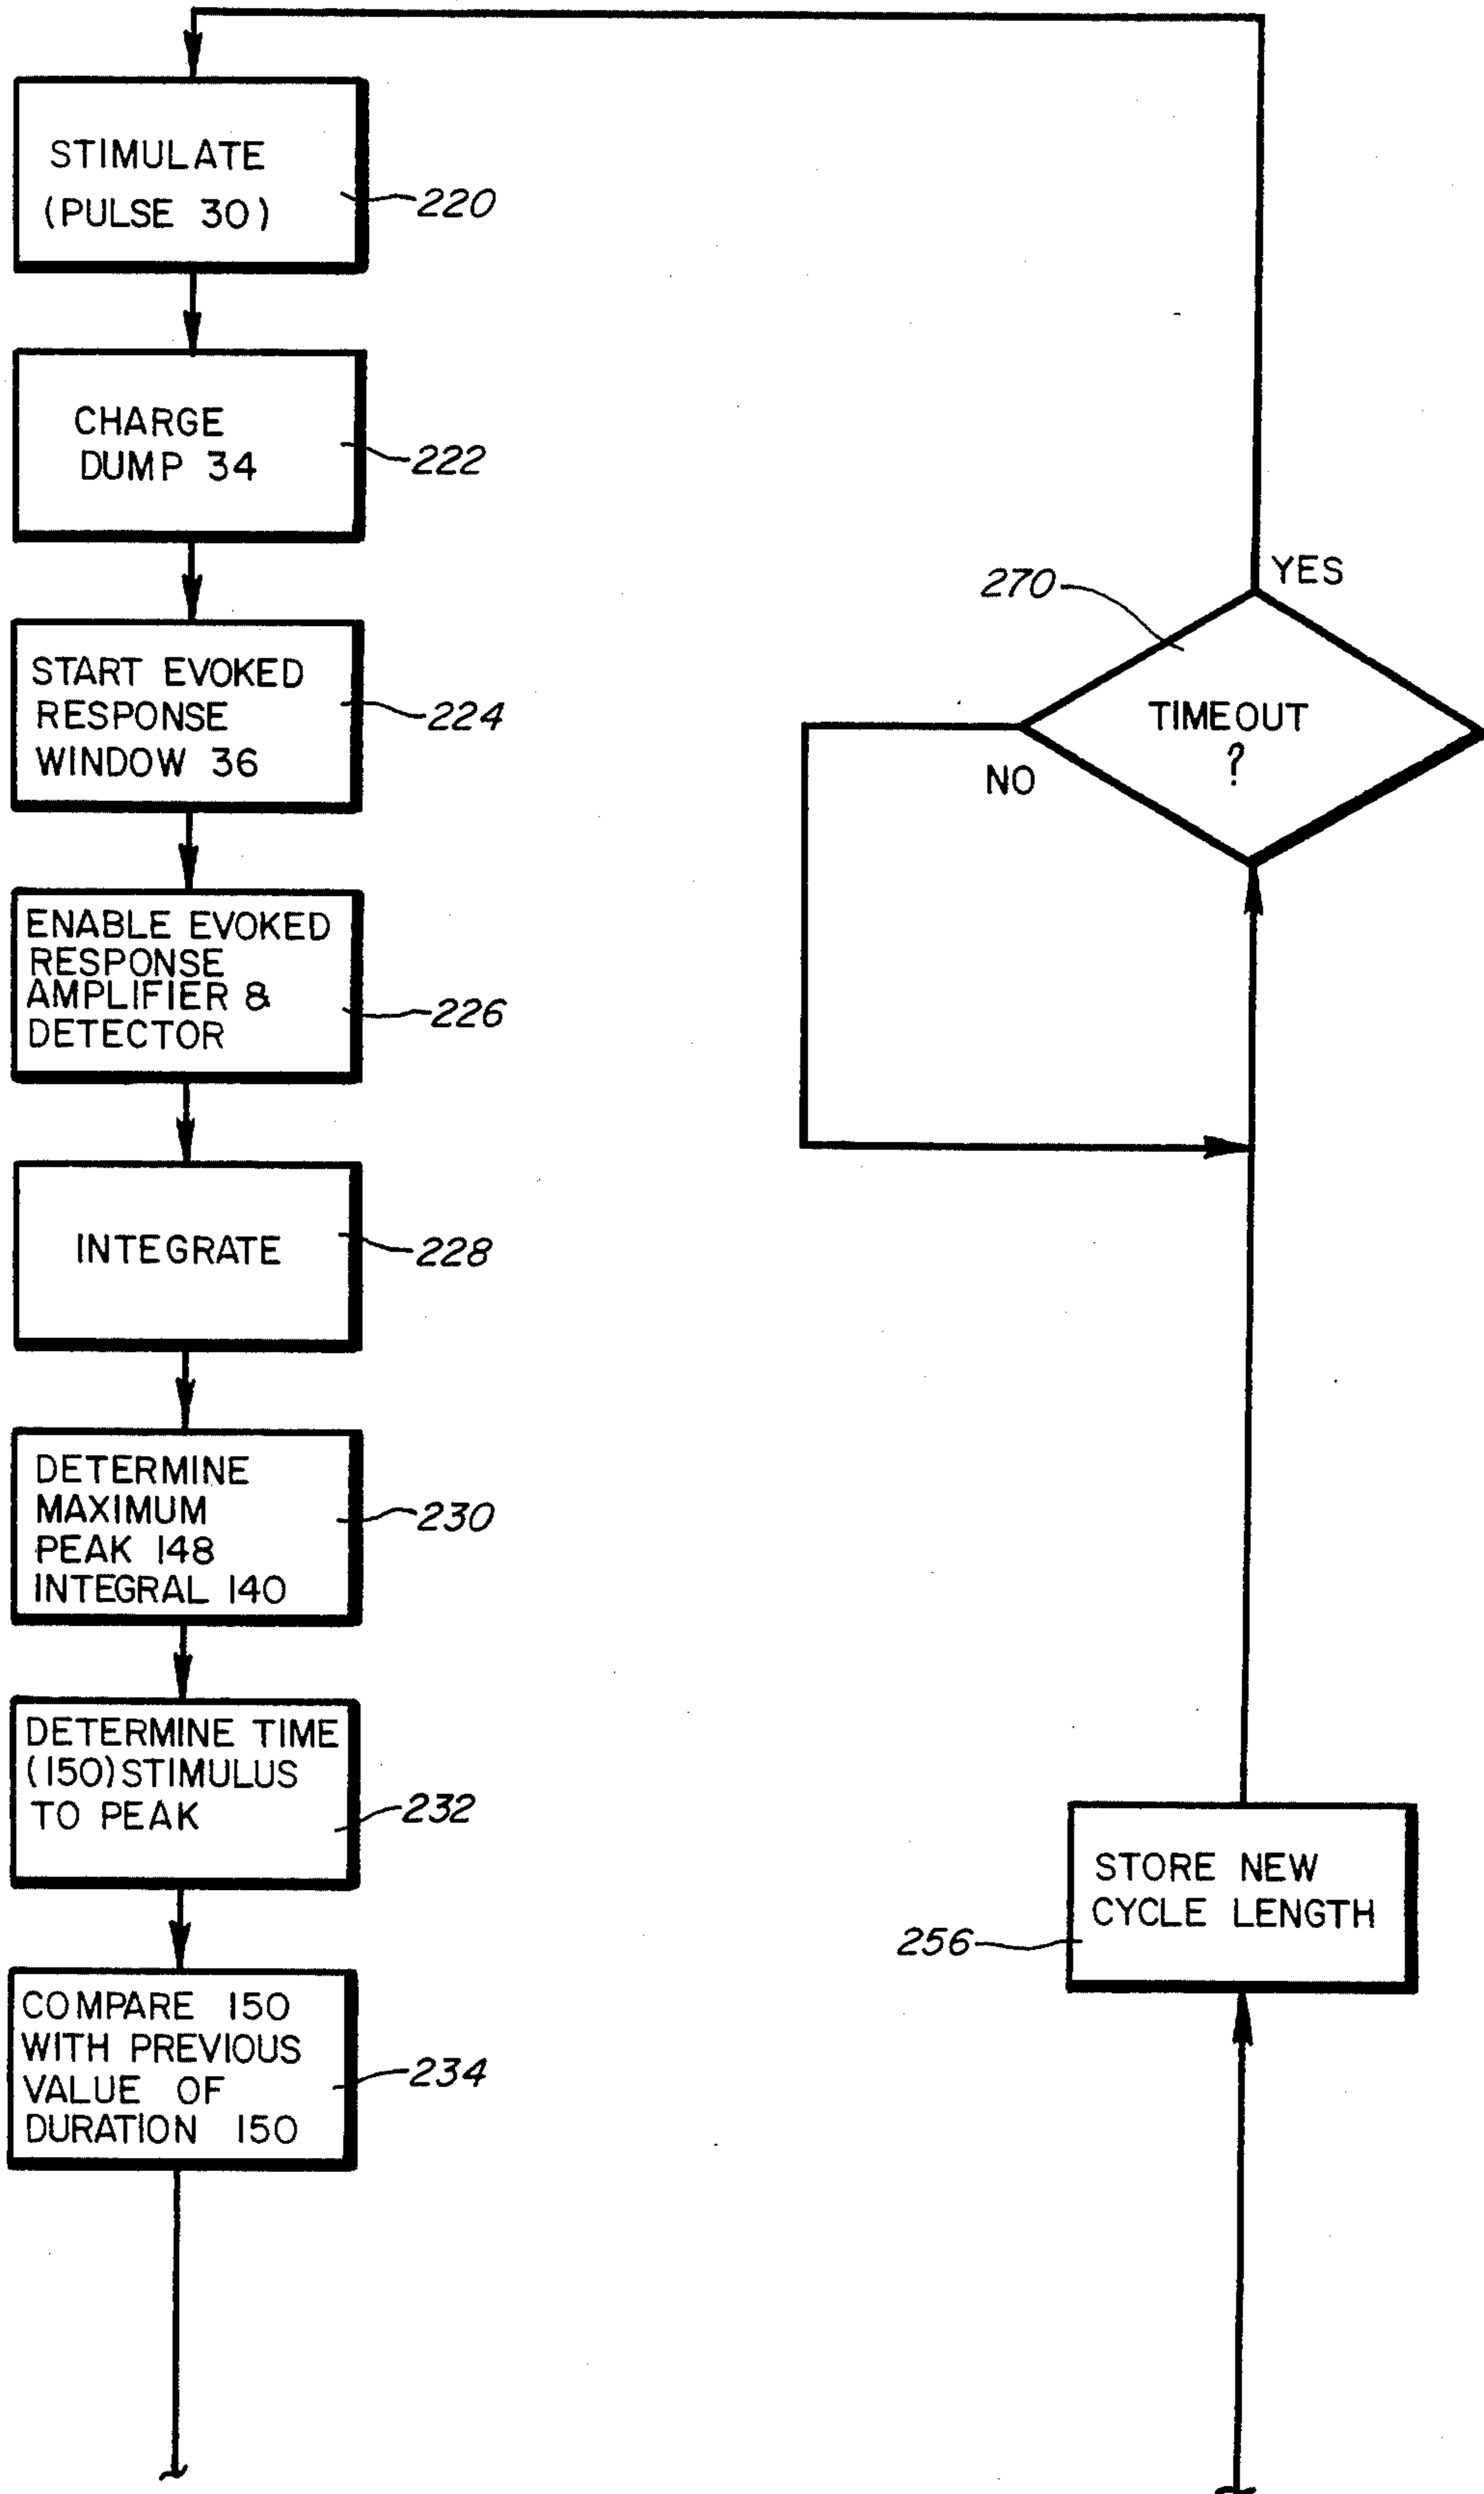 STIMULATE
(PULSE 30)
220
CHARGE
DUMP 34
222
START EVOKED
RESPONSE
WINDOW 36
224
ENABLE EVOKED
RESPONSE
AMPLIFIER &
DETECTOR
226
INTEGRATE
228
DETERMINE
MAXIMUM
PEAK 148
INTEGRAL 140
230
DETERMINE TIME
(150) STIMULUS
TO PEAK
232
COMPARE 150
WITH PREVIOUS
VALUE OF
DURATION 150
234
270
YES
TIMEOUT
?
NO
STORE NEW
CYCLE LENGTH
256